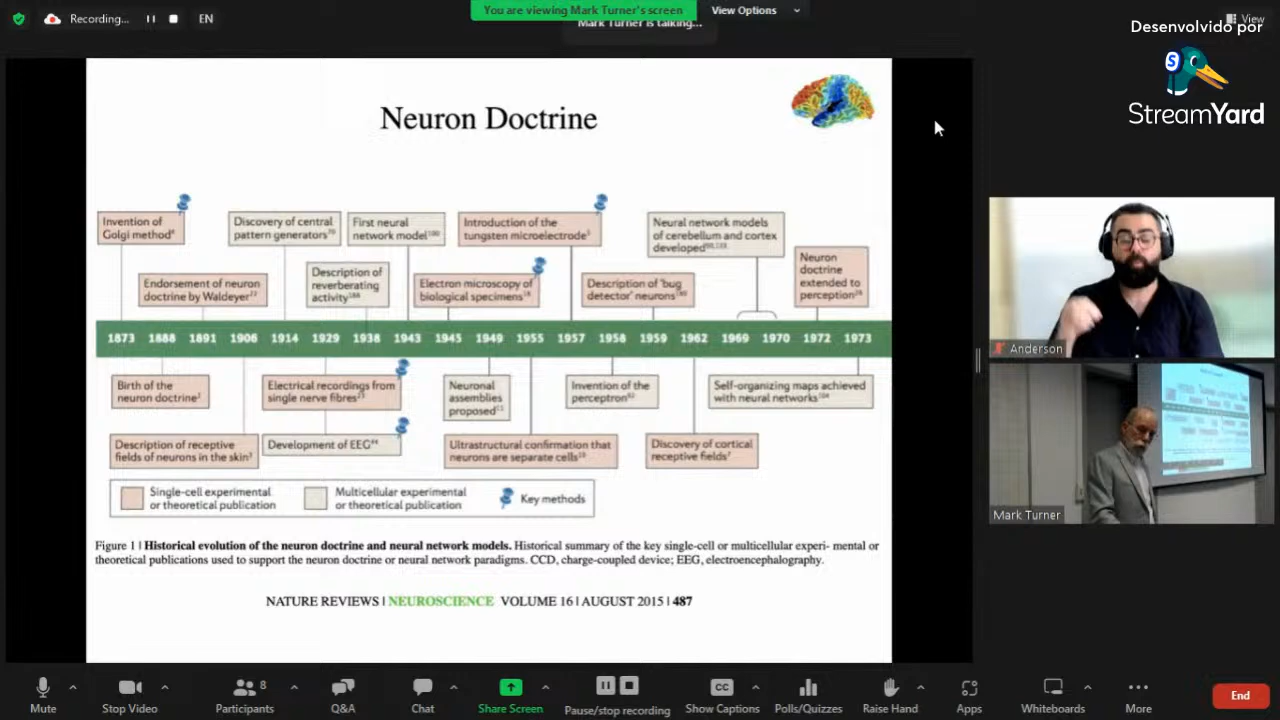 Recording...
EN
You are viewing Mark Turner's screen
View Options
Mark Turner is talking...
View
Desenvolvido por
StreamYard
Neuron Doctrine
Invention of
Golgi method
Discovery of central
pattern generators
First neural
network model
Introduction of the
tungsten microelectrode
Neural network models
of cerebellum and cortex
developed
Endorsement of neuron
doctrine by Waldeyer
Description of
reverberating
activity
Electron microscopy of
biological specimens
Description of 'bug
detector' neurons
Neuron
doctrine
extended to
perception
1873 1888 1891 1906 1914 1929 1938 1943 1945 1949 1955 1957 1958 1959 1962 1969 1970 1972 1973
Birth of the
neuron doctrine
Electrical recordings from
single nerve fibres
Neuronal
assemblies
proposed
Invention of the
perceptron
Self-organizing maps achieved
with neural networks
Description of receptive
fields of neurons in the skin
Development of EEG
Ultrastructural confirmation that
neurons are separate cells
Discovery of cortical
receptive fields
Single-cell experimental
or theoretical publication
Multicellular experimental
or theoretical publication
Key methods
Figure 1 | Historical evolution of the neuron doctrine and neural network models. Historical summary of the key single-cell or multicellular experi- mental or
theoretical publications used to support the neuron doctrine or neural network paradigms. CCD, charge-coupled device; EEG, electroencephalography.
NATURE REVIEWS | NEUROSCIENCE VOLUME 16 | AUGUST 2015 | 487
Anderson
Mark Turner
Mute
Stop Video
8
Participants
Q&A
Chat
Share Screen
Pause/stop recording
CC
Show Captions
Polls/Quizzes
Raise Hand
Apps
Whiteboards
More
End